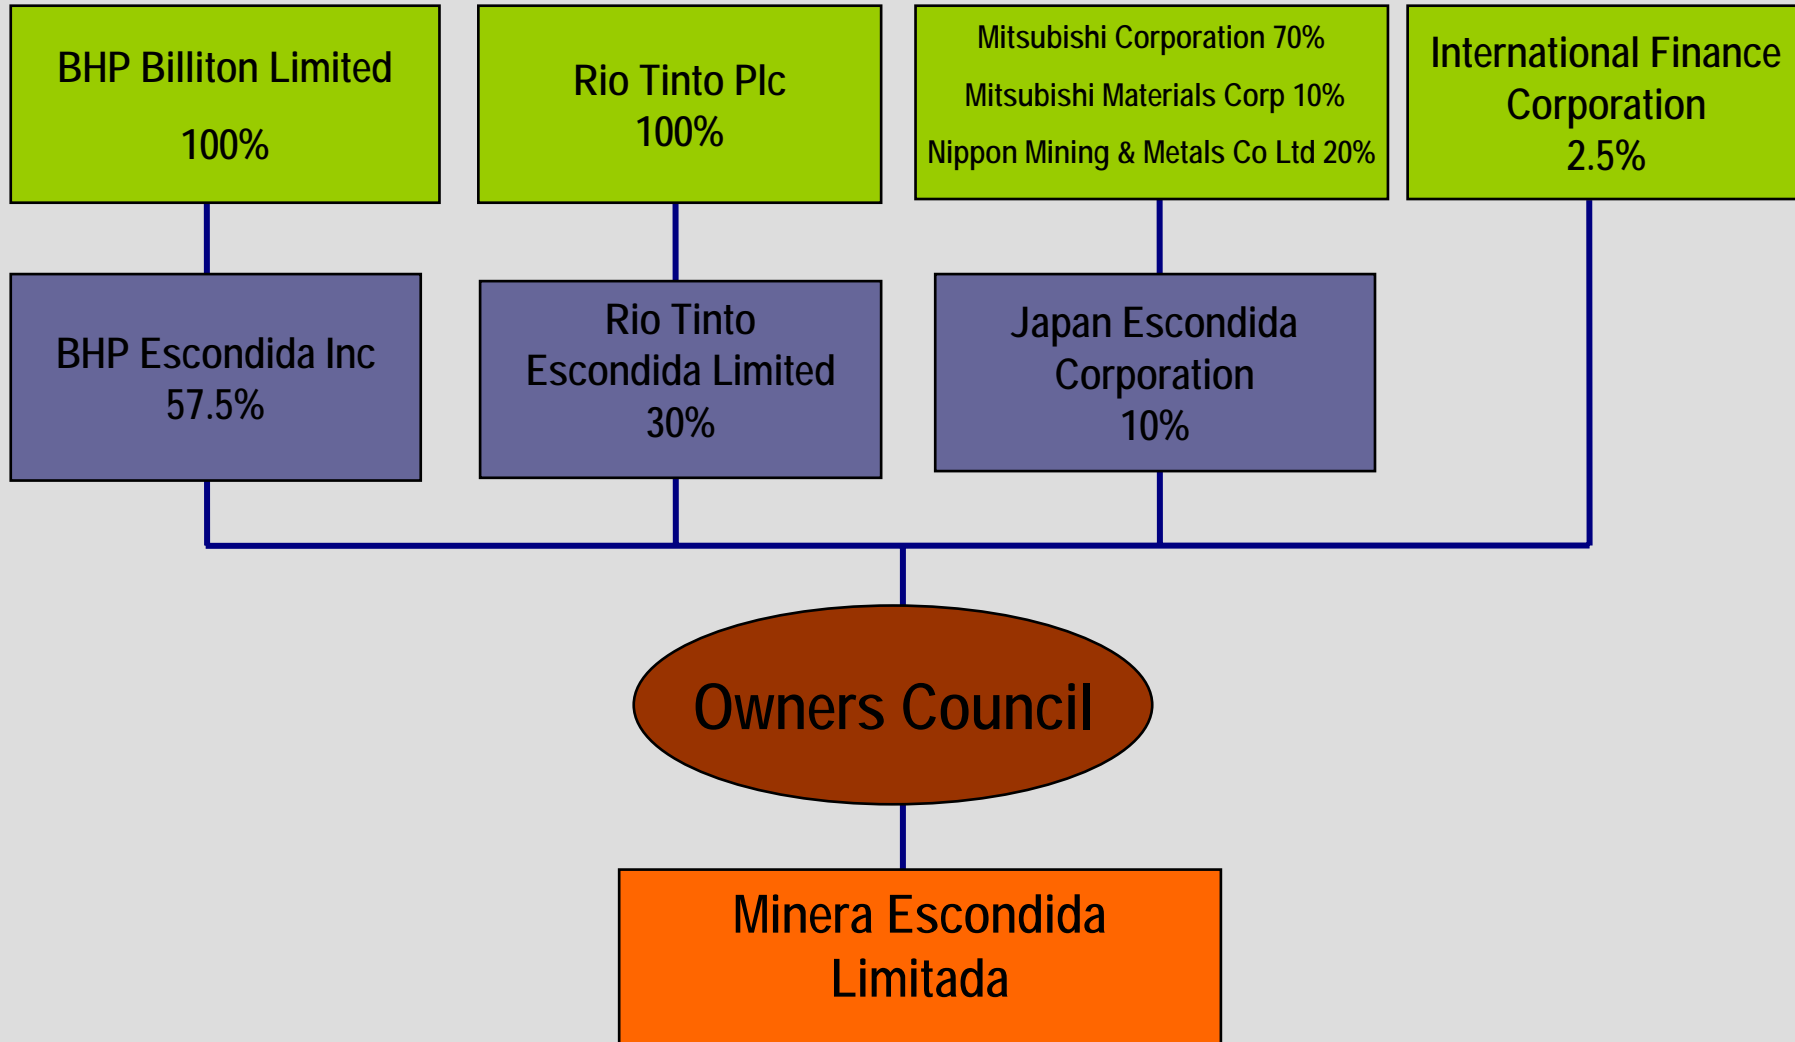 BHP Billiton Limited
100%
Rio Tinto Plc
100%
Mitsubishi Corporation 70%
Mitsubishi Materials Corp 10%
Nippon Mining & Metals Co Ltd 20%
International Finance
Corporation
2.5%
BHP Escondida Inc
57.5%
Rio Tinto
Escondida Limited
30%
Japan Escondida
Corporation
10%
Owners Council
Minera Escondida
Limitada